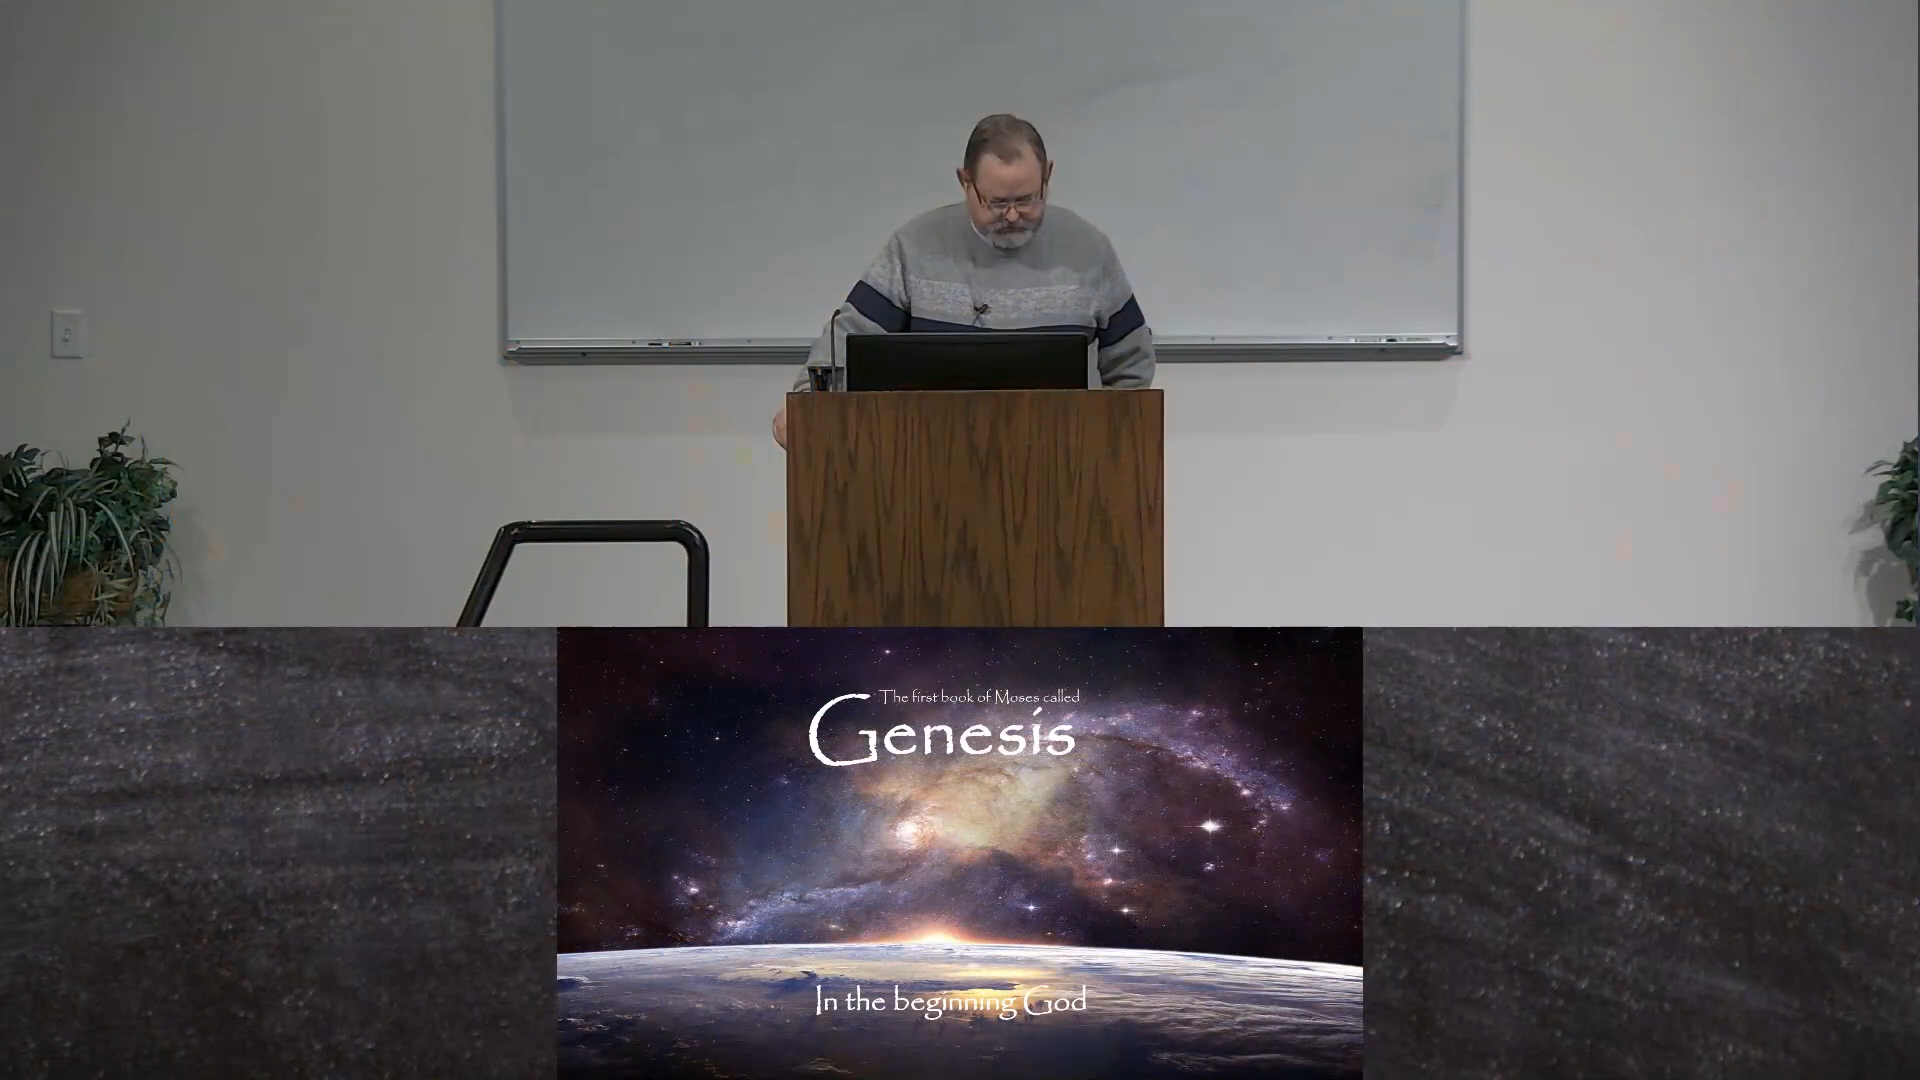 The first book of Moses called
Genesis
In the beginning God